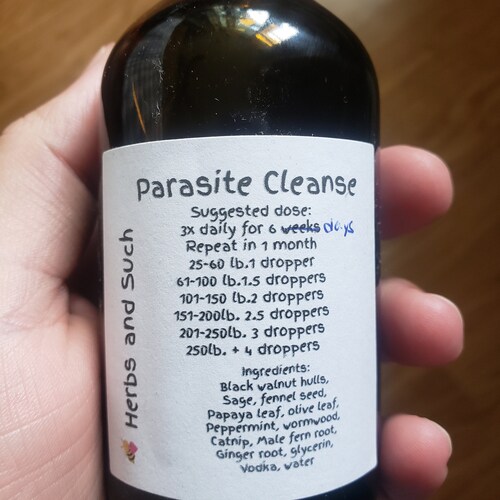 Parasite Cleanse
Suggested dose:
3x daily for 6 weeks days
Repeat in 1 month
25-60 lb.1 dropper
61-100 lb.1.5 droppers
101-150 lb.2 droppers
151-200lb. 2.5 droppers
201-250lb. 3 droppers
250lb. + 4 droppers
Ingredients:
Black walnut hulls,
Sage, fennel seed,
Papaya leaf, olive leaf,
Peppermint, wormwood,
Catnip, Male fern root,
Ginger root, glycerin,
Vodka, water
Herbs and Such